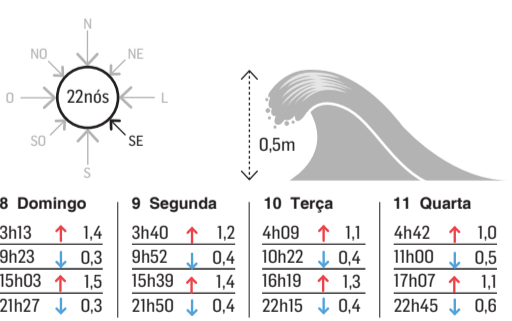 N
NO NE
O 22nós L
SO SE
S
0,5m
8 Domingo 9 Segunda 10 Terça 11 Quarta
3h13 ↑ 1,4 3h40 ↑ 1,2 4h09 ↑ 1,1 4h42 ↑ 1,0
9h23 ↓ 0,3 9h52 ↓ 0,4 10h22 ↓ 0,4 11h00 ↓ 0,5
15h03 ↑ 1,5 15h39 ↑ 1,4 16h19 ↑ 1,3 17h07 ↑ 1,1
21h27 ↓ 0,3 21h50 ↓ 0,4 22h15 ↓ 0,4 22h45 ↓ 0,6